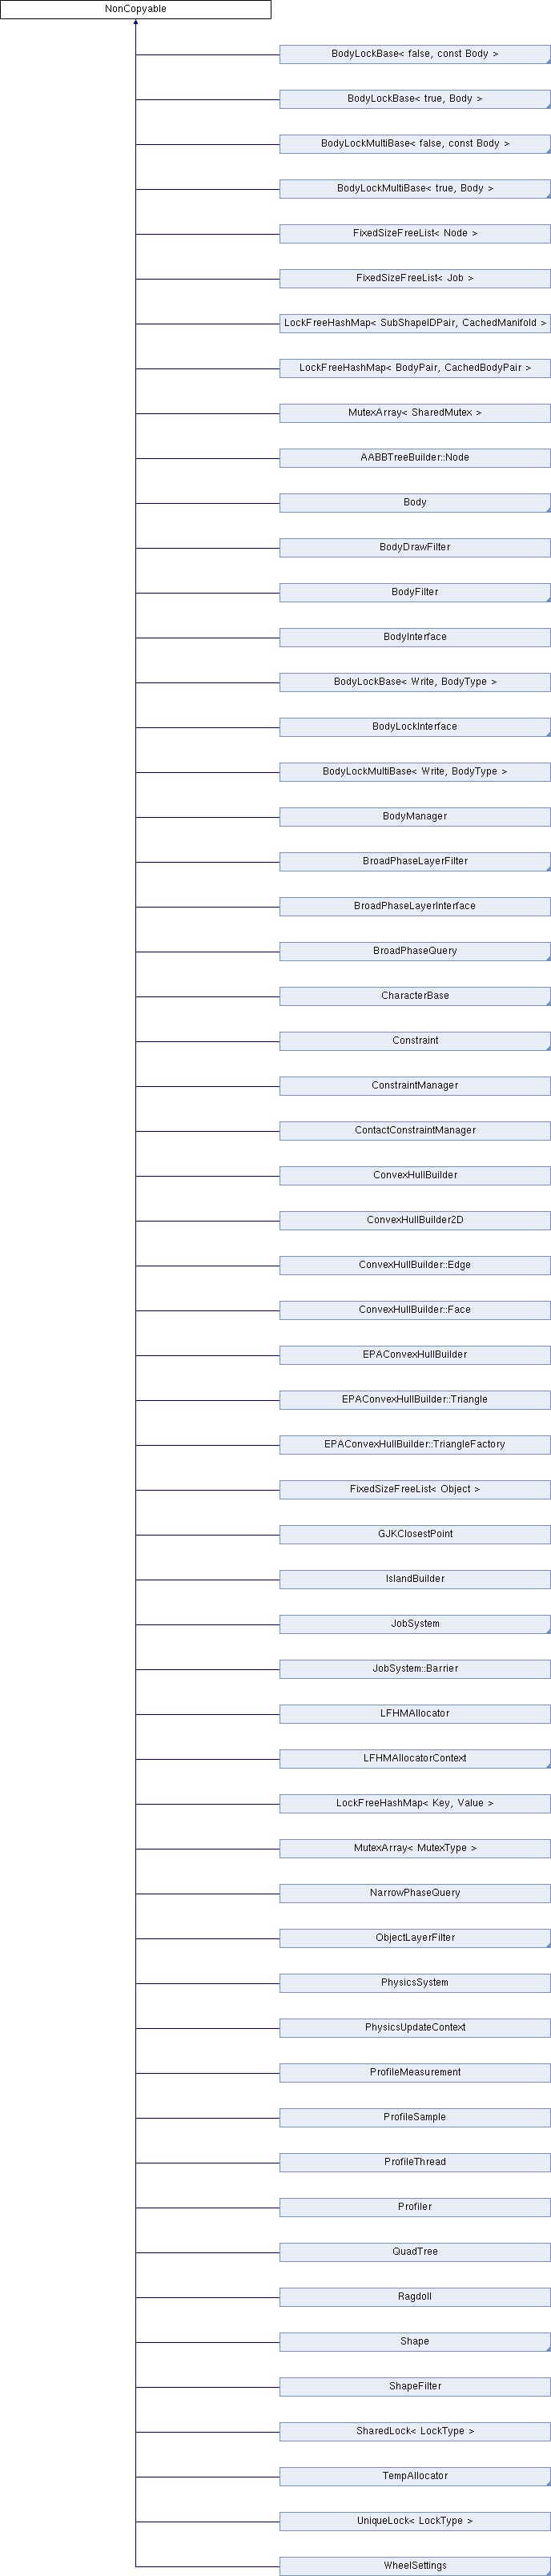 NonCopyable
BodyLockBase< false, const Body >
BodyLockBase< true, Body >
BodyLockMultiBase< false, const Body >
BodyLockMultiBase< true, Body >
FixedSizeFreeList< Node >
FixedSizeFreeList< Job >
LockFreeHashMap< SubShapeIDPair, CachedManifold >
LockFreeHashMap< BodyPair, CachedBodyPair >
MutexArray< SharedMutex >
AABBTreeBuilder::Node
Body
BodyDrawFilter
BodyFilter
BodyInterface
BodyLockBase< Write, BodyType >
BodyLockInterface
BodyLockMultiBase< Write, BodyType >
BodyManager
BroadPhaseLayerFilter
BroadPhaseLayerInterface
BroadPhaseQuery
CharacterBase
Constraint
ConstraintManager
ContactConstraintManager
ConvexHullBuilder
ConvexHullBuilder2D
ConvexHullBuilder::Edge
ConvexHullBuilder::Face
EPAConvexHullBuilder
EPAConvexHullBuilder::Triangle
EPAConvexHullBuilder::TriangleFactory
FixedSizeFreeList< Object >
GJKClosestPoint
IslandBuilder
JobSystem
JobSystem::Barrier
LFHMAllocator
LFHMAllocatorContext
LockFreeHashMap< Key, Value >
MutexArray< MutexType >
NarrowPhaseQuery
ObjectLayerFilter
PhysicsSystem
PhysicsUpdateContext
ProfileMeasurement
ProfileSample
ProfileThread
Profiler
QuadTree
Ragdoll
Shape
ShapeFilter
SharedLock< LockType >
TempAllocator
UniqueLock< LockType >
WheelSettings